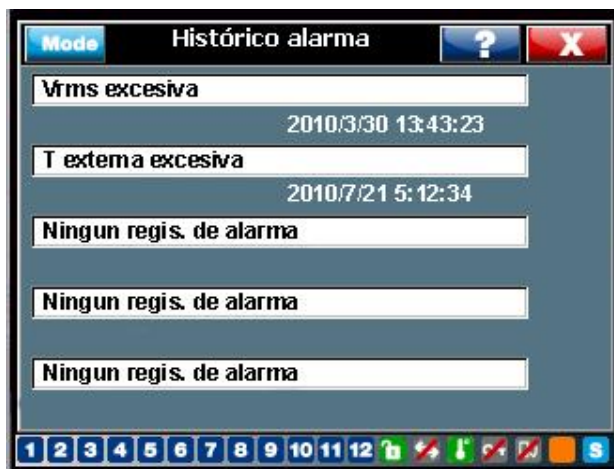 Mode Histórico alarma ? X
Vrms excesiva
2010/3/30 13:43:23
T externa excesiva
2010/7/21 5:12:34
Ningun regis. de alarma
Ningun regis. de alarma
Ningun regis. de alarma
1 2 3 4 5 6 7 8 9 10 11 12 S